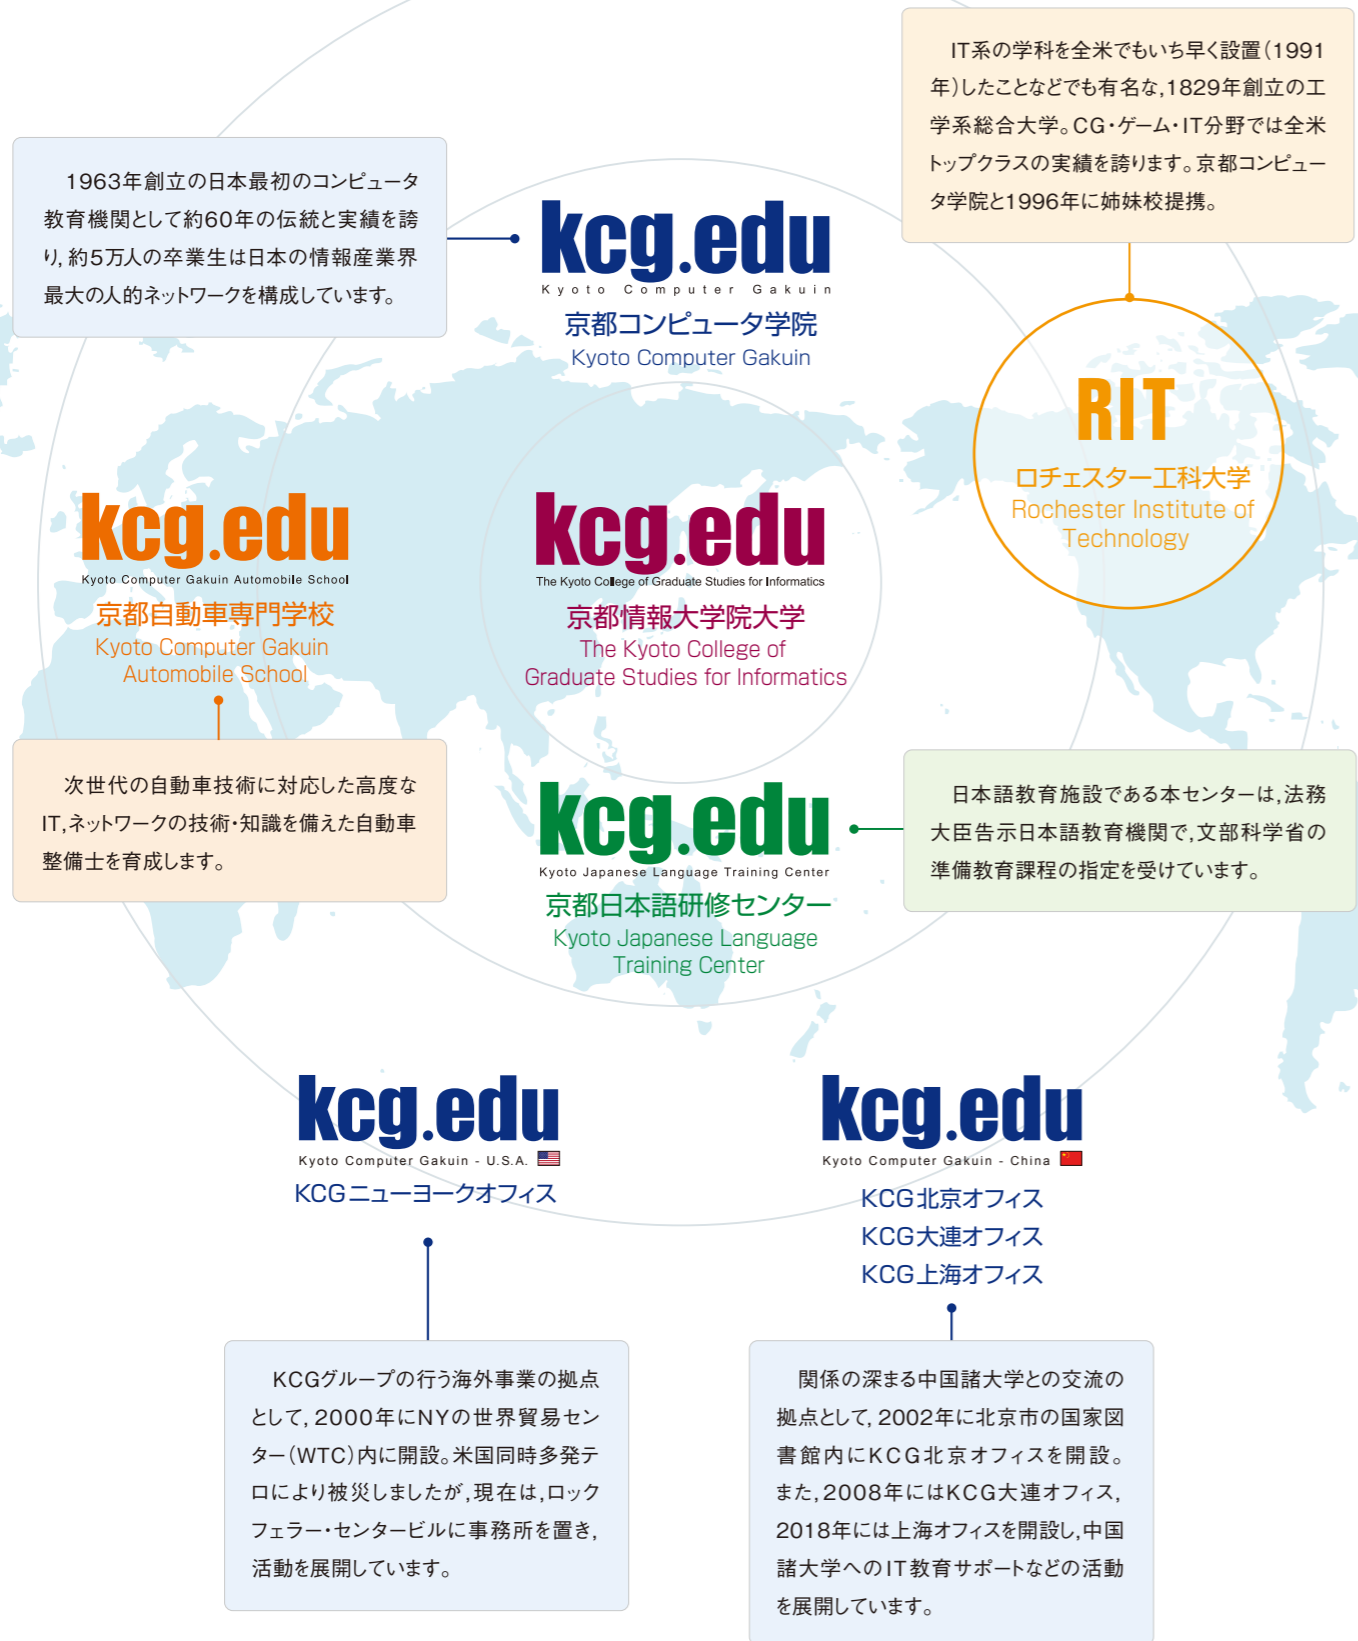 IT系の学科を全米でもいち早く設置(1991
年)したことなどでも有名な,1829年創立の工
学系総合大学。CG・ゲーム・IT分野では全米
トップクラスの実績を誇ります。京都コンピュー
タ学院と1996年に姉妹校提携。
1963年創立の日本最初のコンピュータ
教育機関として約60年の伝統と実績を誇
り,約5万人の卒業生は日本の情報産業界
最大の人的ネットワークを構成しています。
kcg.edu
Kyoto Computer Gakuin
京都コンピュータ学院
Kyoto Computer Gakuin
RIT
ロチェスター工科大学
Rochester Institute of
Technology
kcg.edu
Kyoto Computer Gakuin Automobile School
京都自動車専門学校
Kyoto Computer Gakuin
Automobile School
kcg.edu
The Kyoto College of Graduate Studies for Informatics
京都情報大学院大学
The Kyoto College of
Graduate Studies for Informatics
次世代の自動車技術に対応した高度な
IT,ネットワークの技術・知識を備えた自動車
整備士を育成します。
kcg.edu
Kyoto Japanese Language Training Center
京都日本語研修センター
Kyoto Japanese Language
Training Center
日本語教育施設である本センターは,法務
大臣告示日本語教育機関で,文部科学省の
準備教育課程の指定を受けています。
kcg.edu
Kyoto Computer Gakuin - U.S.A.
KCGニューヨークオフィス
kcg.edu
Kyoto Computer Gakuin - China
KCG北京オフィス
KCG大連オフィス
KCG上海オフィス
KCGグループの行う海外事業の拠点
として,2000年にNYの世界貿易セン
ター(WTC)内に開設。米国同時多発テ
ロにより被災しましたが,現在は,ロック
フェラー・センタービルに事務所を置き,
活動を展開しています。
関係の深まる中国諸大学との交流の
拠点として,2002年に北京市の国家図
書館内にKCG北京オフィスを開設。
また,2008年にはKCG大連オフィス,
2018年には上海オフィスを開設し,中国
諸大学へのIT教育サポートなどの活動
を展開しています。